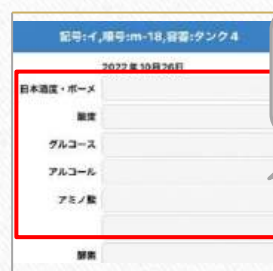 記号:イ,順号:m-18,容器:タンク4
2022年10月26日
日本酒度・ボーメ
酸度
グルコース
アルコール
アミノ酸
酵素